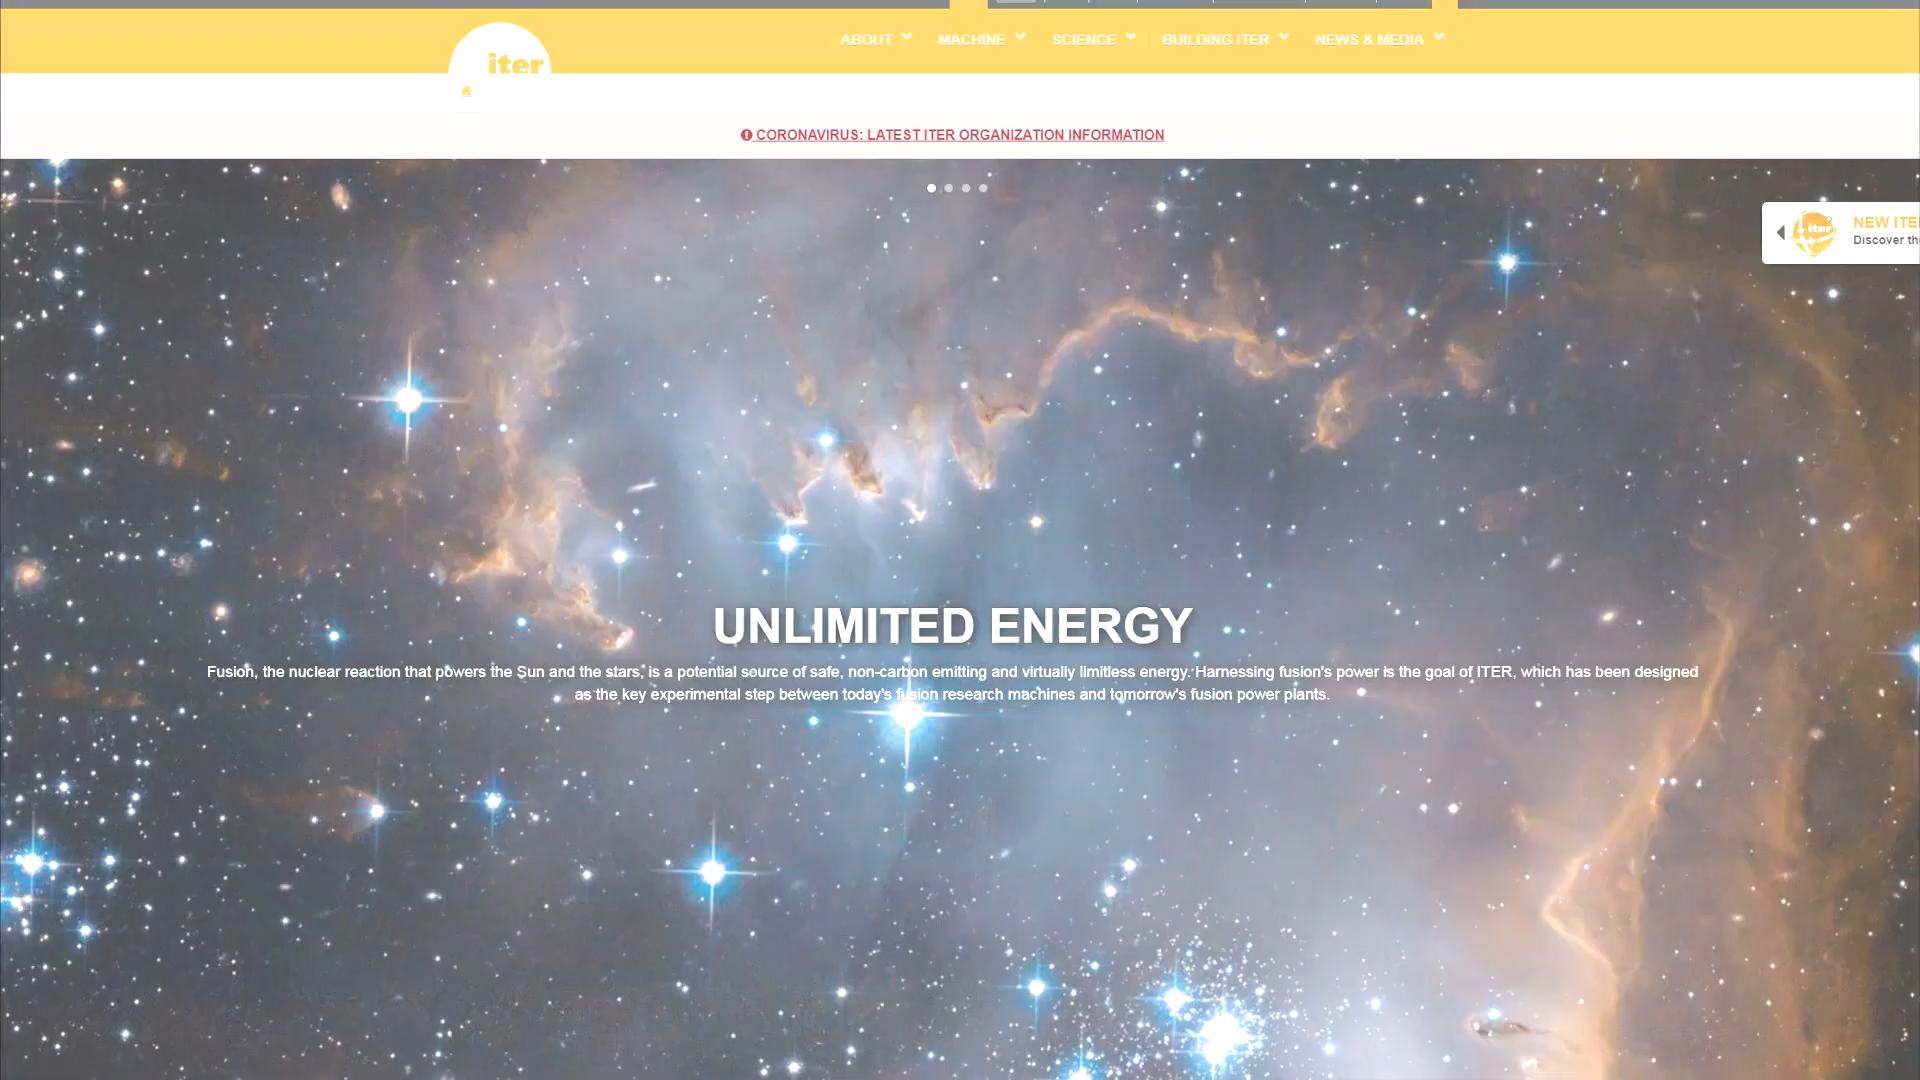 ABOUT MACHINE SCIENCE BUILDING ITER NEWS & MEDIA
iter
CORONAVIRUS: LATEST ITER ORGANIZATION INFORMATION
iter
NEW ITE
Discover th
UNLIMITED ENERGY
Fusion, the nuclear reaction that powers the Sun and the stars, is a potential source of safe, non-carbon emitting and virtually limitless energy. Harnessing fusion's power is the goal of ITER, which has been designed
as the key experimental step between today's fusion research machines and tomorrow's fusion power plants.